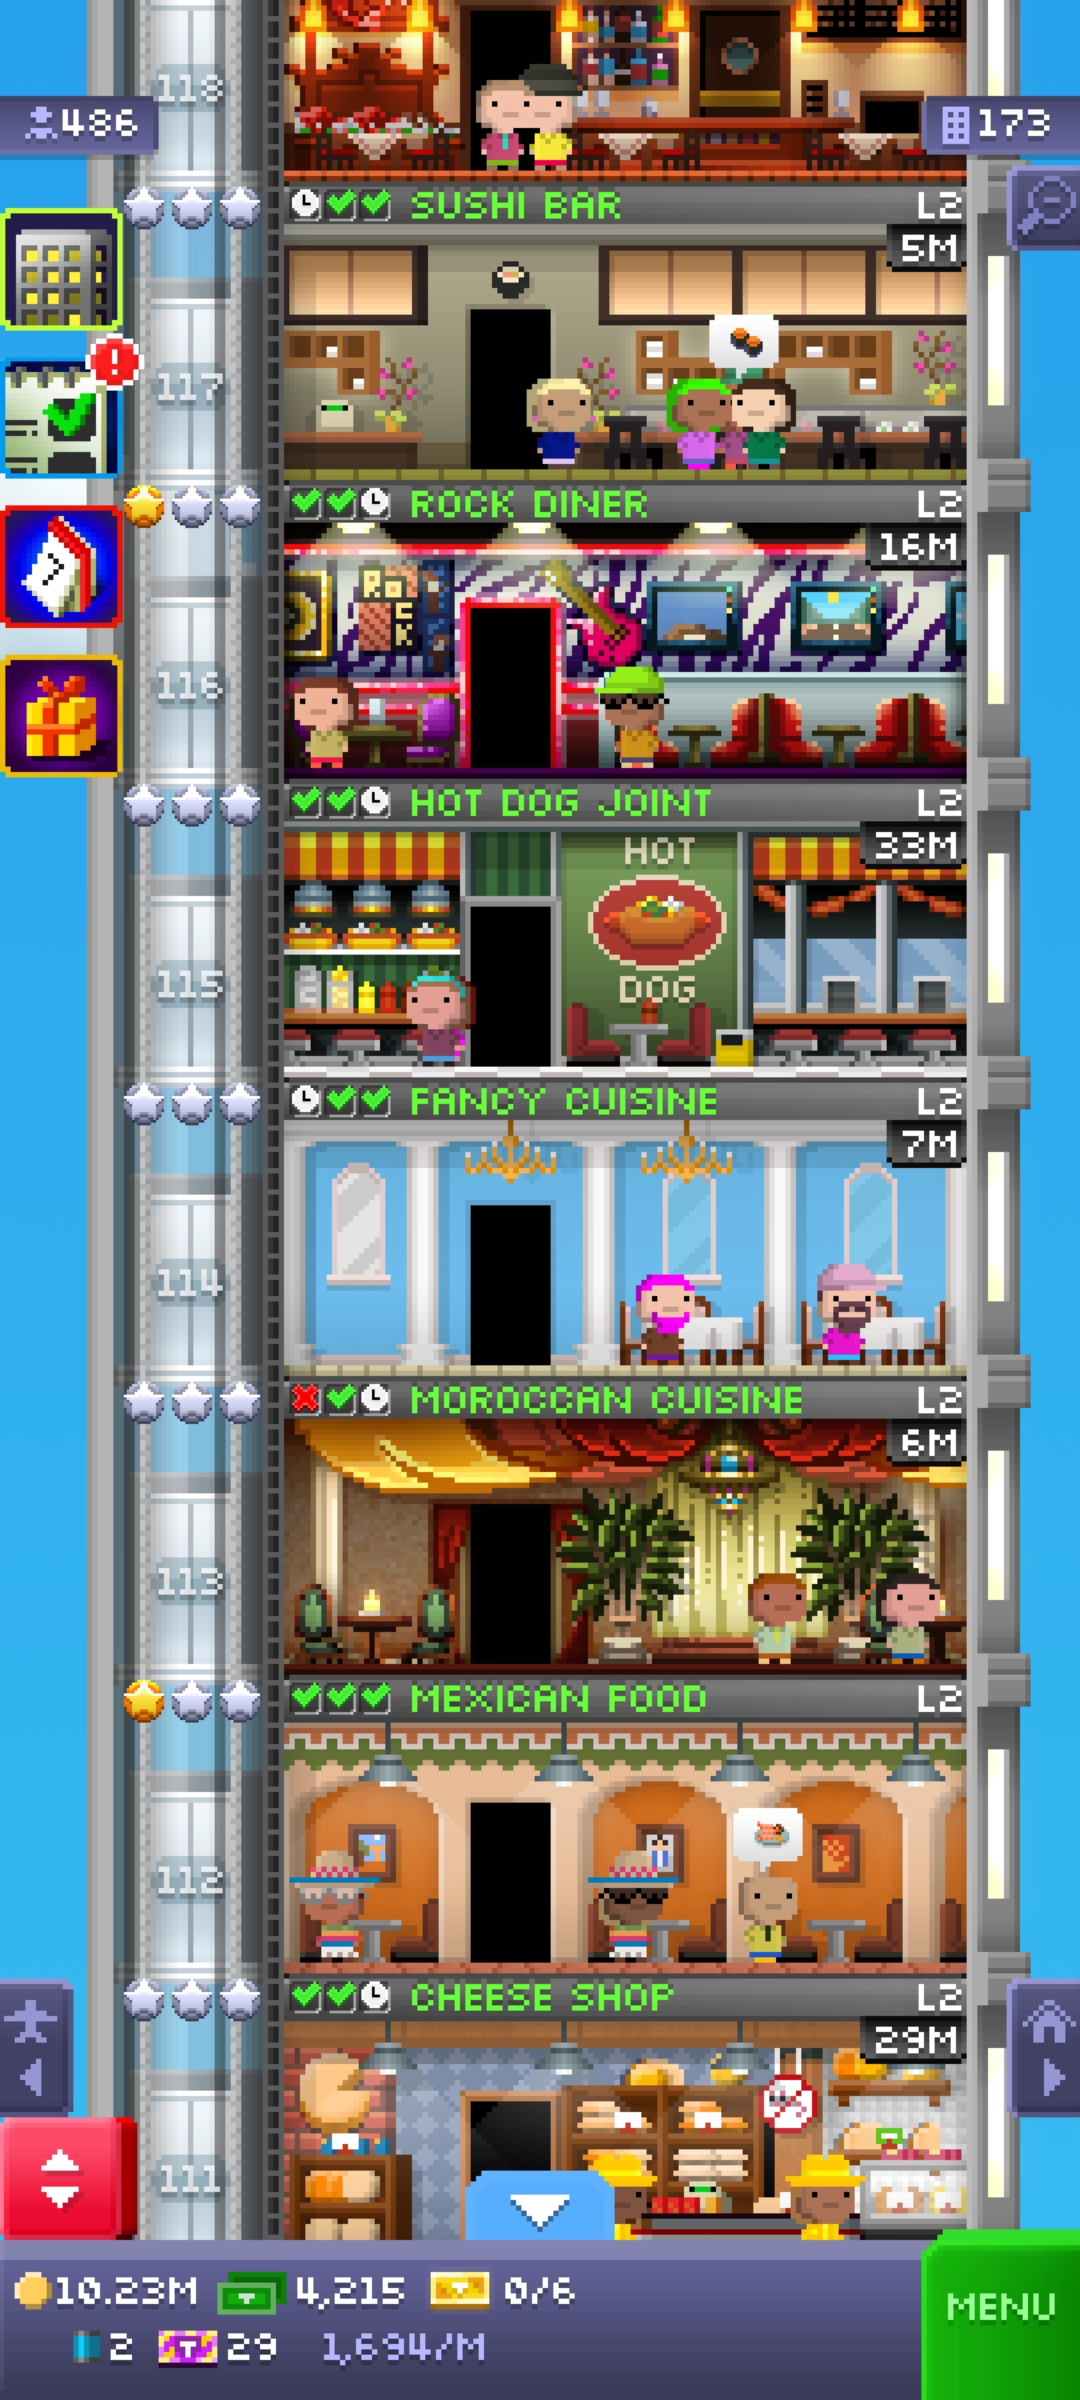 118
486
173
SUSHI BAR L2
5M
117
ROCK DINER L2
16M
ROCK
116
HOT DOG JOINT L2
33M
HOT
DOG
115
FANCY CUISINE L2
7M
114
MOROCCAN CUISINE L2
6M
113
MEXICAN FOOD L2
112
CHEESE SHOP L2
29M
111
10.23M 4,215 0/6
2 29 1,694/M
MENU